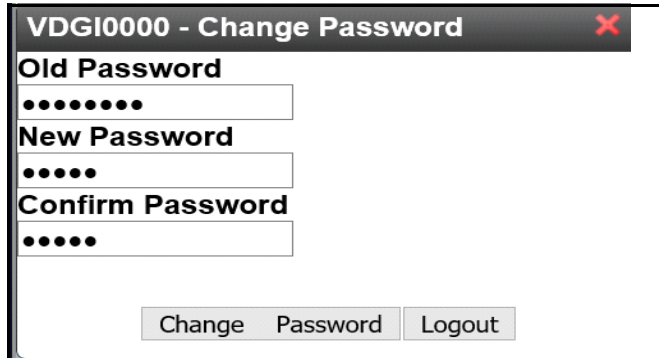 VDGI0000 - Change Password
Old Password
••••••••
New Password
•••••
Confirm Password
•••••
Change Password Logout